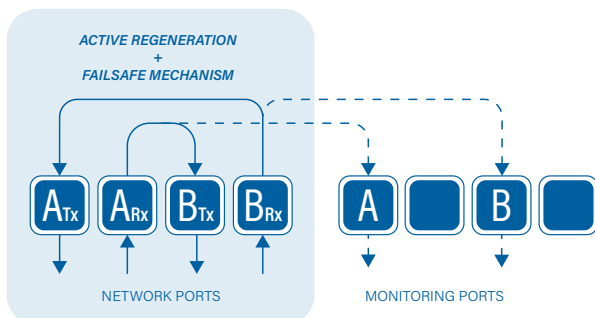 ACTIVE REGENERATION
+
FAILSAFE MECHANISM
ATx ARx BTx BRx A B
NETWORK PORTS MONITORING PORTS